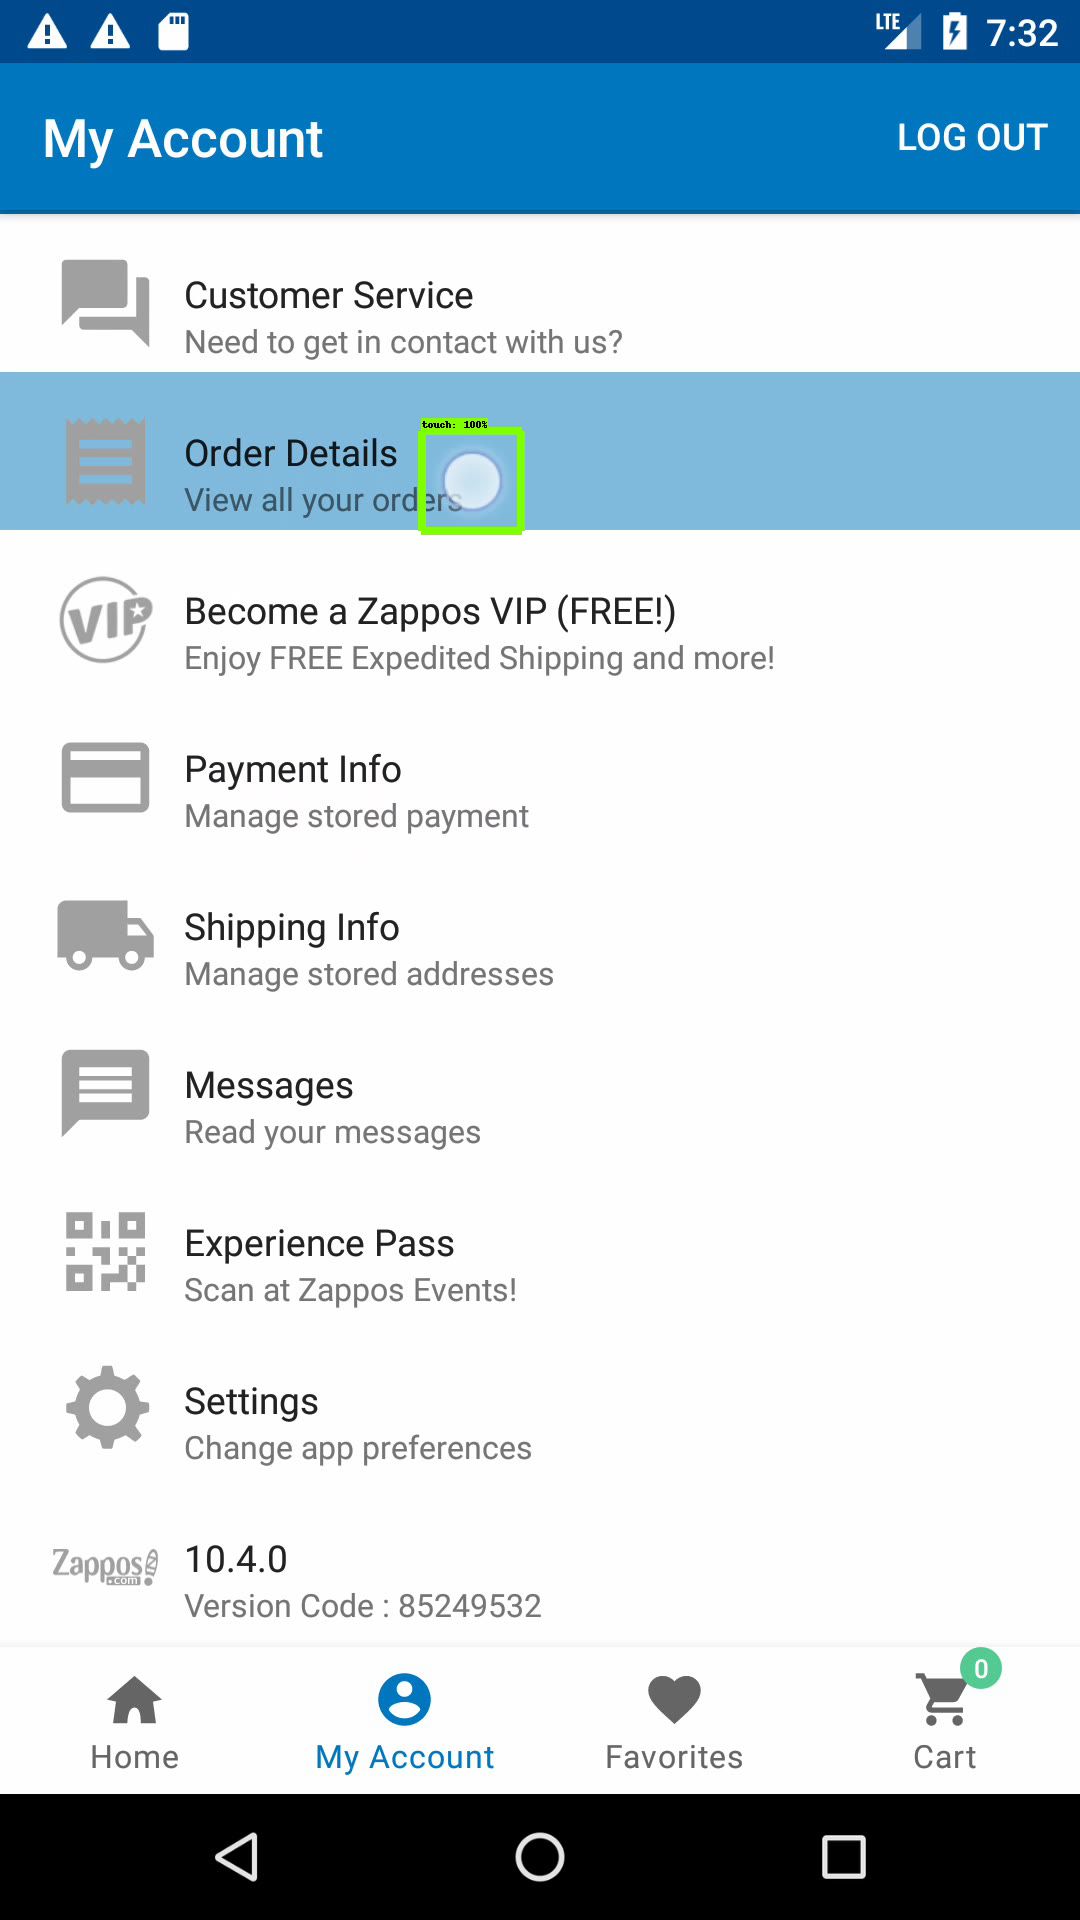 LTE 7:32
My Account LOG OUT
Customer Service
Need to get in contact with us?
touch: 100%
Order Details
View all your orders
VIP
Become a Zappos VIP (FREE!)
Enjoy FREE Expedited Shipping and more!
Payment Info
Manage stored payment
Shipping Info
Manage stored addresses
Messages
Read your messages
Experience Pass
Scan at Zappos Events!
Settings
Change app preferences
Zappos .com
10.4.0
Version Code : 85249532
0
Home My Account Favorites Cart